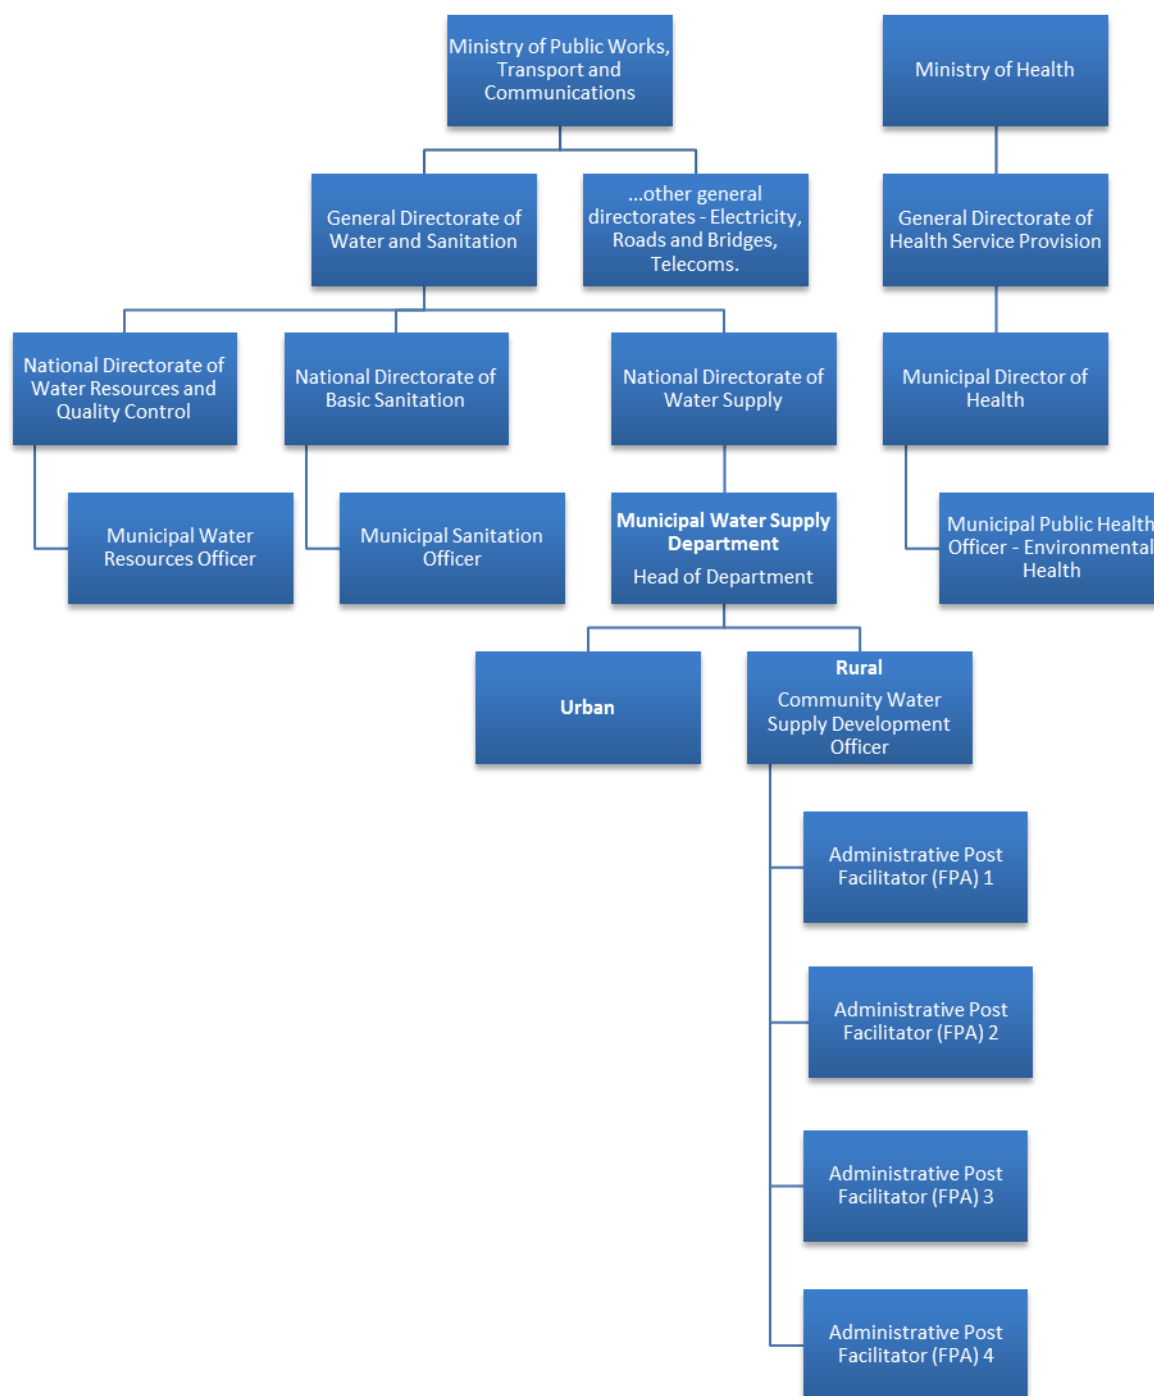 Ministry of Public Works,
Transport and
Communications
Ministry of Health
General Directorate of
Water and Sanitation
...other general
directorates - Electricity,
Roads and Bridges,
Telecoms.
General Directorate of
Health Service Provision
National Directorate of
Water Resources and
Quality Control
National Directorate of
Basic Sanitation
National Directorate of
Water Supply
Municipal Director of
Health
Municipal Water
Resources Officer
Municipal Sanitation
Officer
Municipal Water Supply
Department
Head of Department
Municipal Public Health
Officer - Environmental
Health
Urban
Rural
Community Water
Supply Development
Officer
Administrative Post
Facilitator (FPA) 1
Administrative Post
Facilitator (FPA) 2
Administrative Post
Facilitator (FPA) 3
Administrative Post
Facilitator (FPA) 4